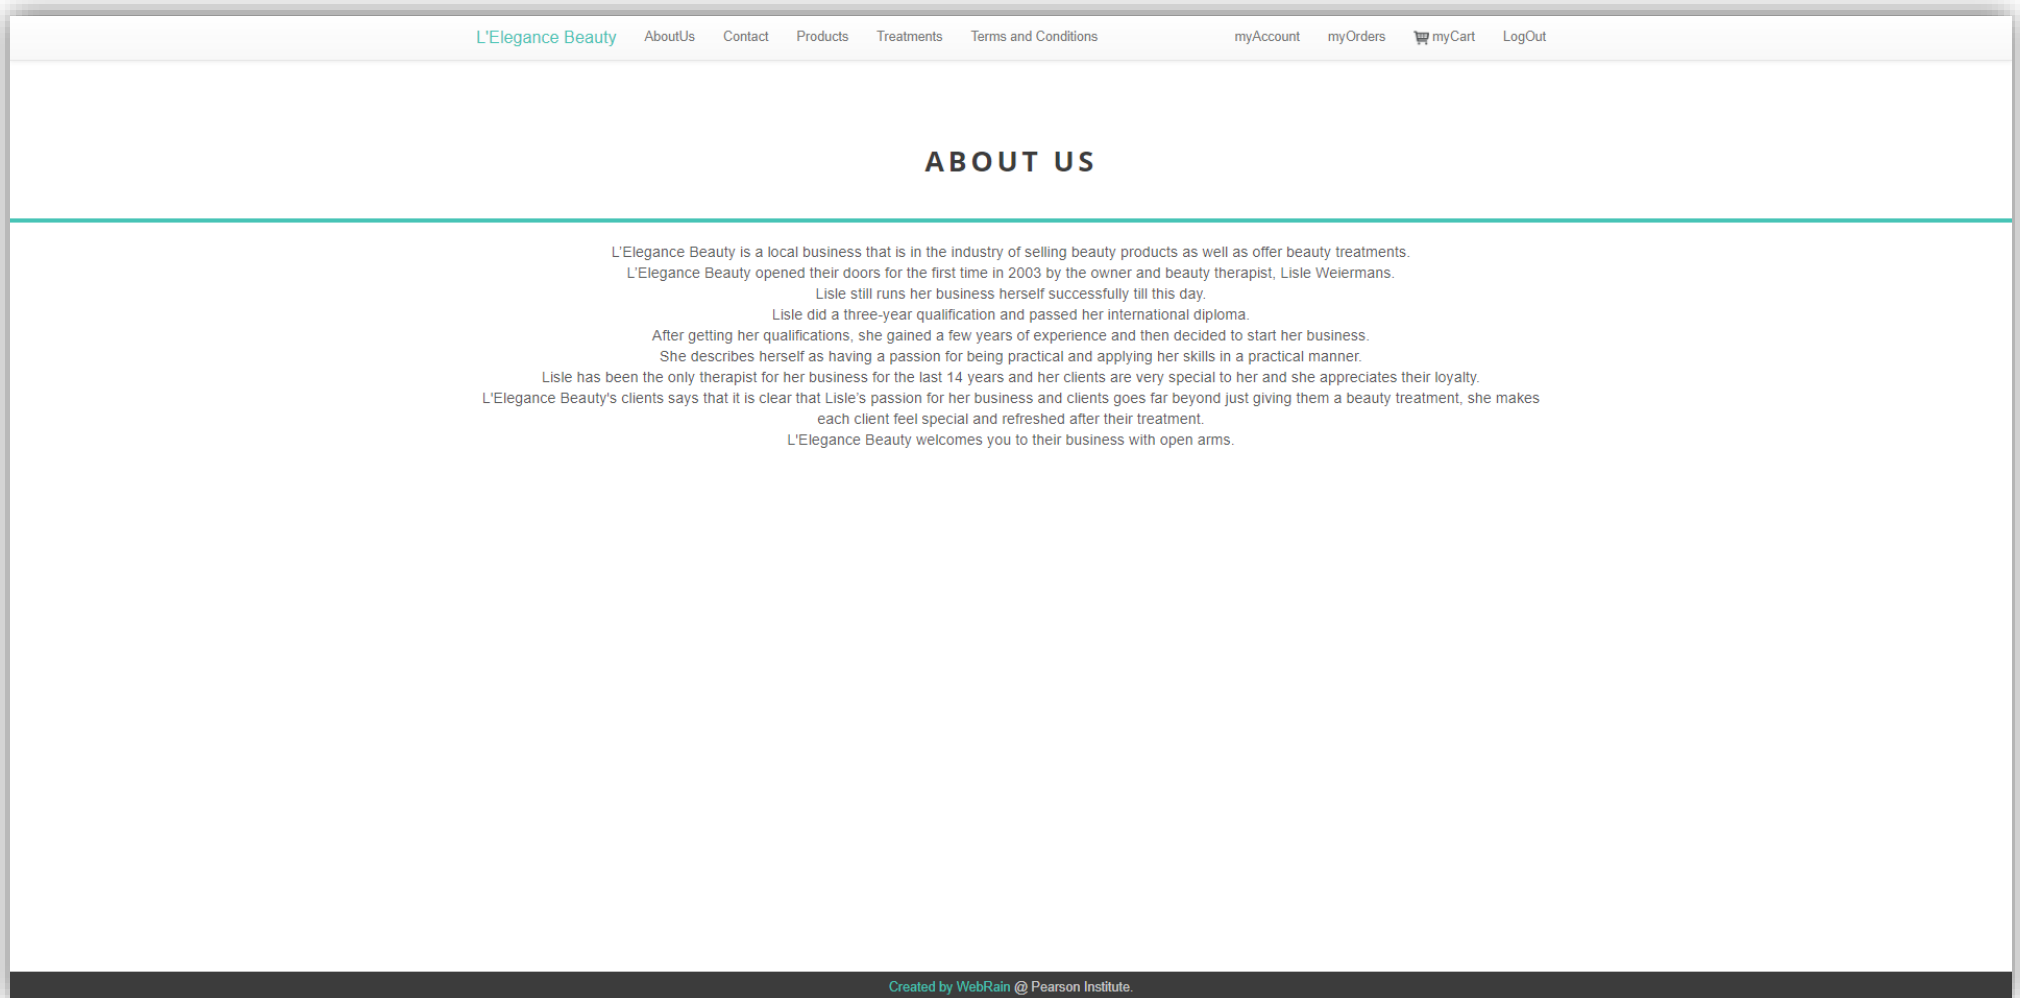 L'Elegance Beauty AboutUs Contact Products Treatments Terms and Conditions myAccount myOrders myCart LogOut
ABOUT US
L'Elegance Beauty is a local business that is in the industry of selling beauty products as well as offer beauty treatments.
L'Elegance Beauty opened their doors for the first time in 2003 by the owner and beauty therapist, Lisle Weiermans.
Lisle still runs her business herself successfully till this day.
Lisle did a three-year qualification and passed her international diploma.
After getting her qualifications, she gained a few years of experience and then decided to start her business.
She describes herself as having a passion for being practical and applying her skills in a practical manner.
Lisle has been the only therapist for her business for the last 14 years and her clients are very special to her and she appreciates their loyalty.
L'Elegance Beauty's clients says that it is clear that Lisle’s passion for her business and clients goes far beyond just giving them a beauty treatment, she makes
each client feel special and refreshed after their treatment.
L'Elegance Beauty welcomes you to their business with open arms.
Created by WebRain @ Pearson Institute.